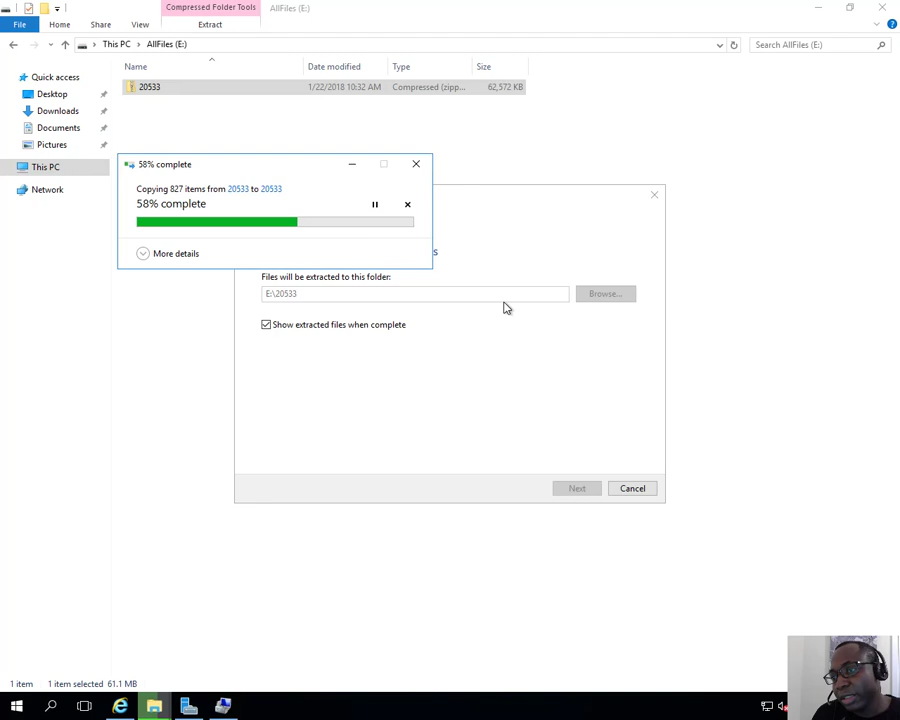 Compressed Folder Tools
AllFiles (E:)
File
Home
Share
View
Extract
This PC
AllFiles (E:)
Search AllFiles (E:)
Name
Date modified
Type
Size
Quick access
20533
1/22/2018 10:32 AM
Compressed (zipp...
62,572 KB
Desktop
Downloads
Documents
Pictures
This PC
Network
58% complete
Copying 827 items from 20533 to 20533
58% complete
More details
s
Files will be extracted to this folder:
E:\20533
Browse...
Show extracted files when complete
Next
Cancel
1 item
1 item selected 61.1 MB